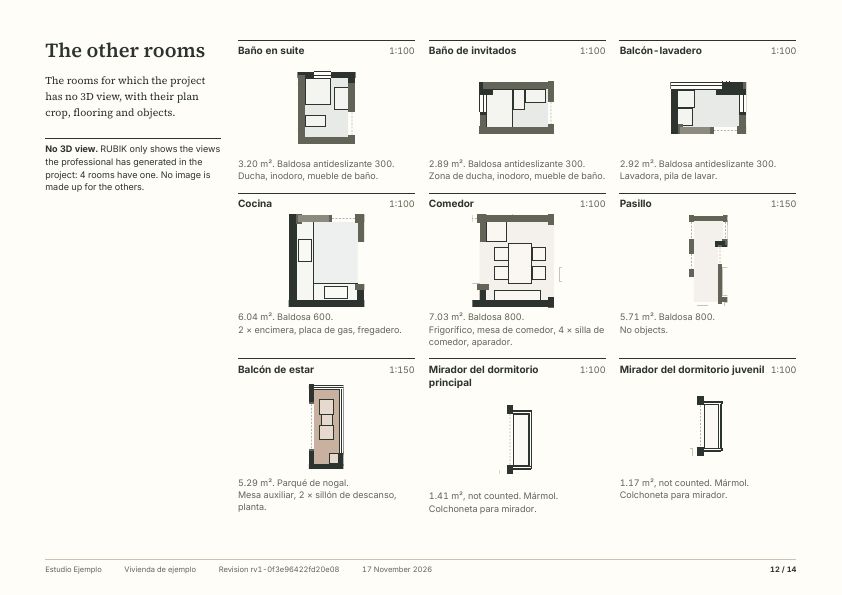 The other rooms
The rooms for which the project
has no 3D view, with their plan
crop, flooring and objects.
No 3D view. RUBIK only shows the views
the professional has generated in the
project: 4 rooms have one. No image is
made up for the others.
Baño en suite 1:100
3.20 m². Baldosa antideslizante 300.
Ducha, inodoro, mueble de baño.
Baño de invitados 1:100
2.89 m². Baldosa antideslizante 300.
Zona de ducha, inodoro, mueble de baño.
Balcón-lavadero 1:100
2.92 m². Baldosa antideslizante 300.
Lavadora, pila de lavar.
Cocina 1:100
6.04 m². Baldosa 600.
2 × encimera, placa de gas, fregadero.
Comedor 1:100
7.03 m². Baldosa 800.
Frigorífico, mesa de comedor, 4 × silla de
comedor, aparador.
Pasillo 1:150
5.71 m². Baldosa 800.
No objects.
Balcón de estar 1:150
5.29 m². Parqué de nogal.
Mesa auxiliar, 2 × sillón de descanso,
planta.
Mirador del dormitorio 1:100
principal
1.41 m², not counted. Mármol.
Colchoneta para mirador.
Mirador del dormitorio juvenil 1:100
1.17 m², not counted. Mármol.
Colchoneta para mirador.
Estudio Ejemplo Vivienda de ejemplo Revision rv1-0f3e96422fd20e08 17 November 2026 12 / 14